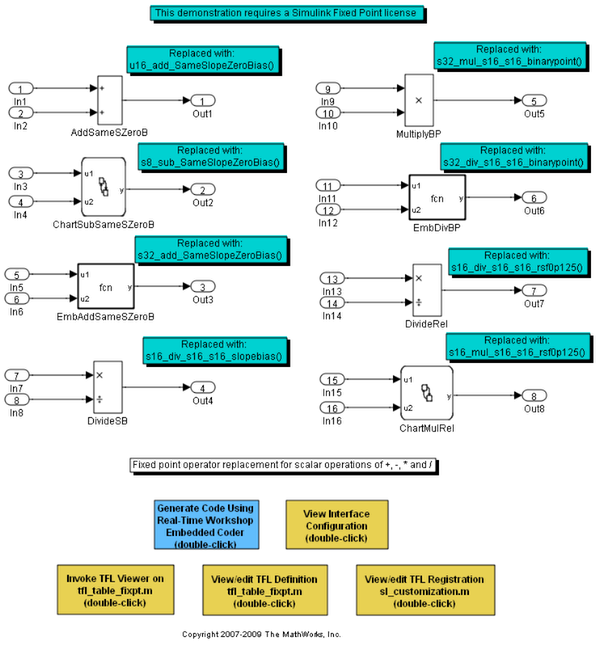 This demonstration requires a Simulink Fixed Point license
Replaced with:
u16_add_SameSlopeZeroBias()
1
In1
2
In2
+
+
AddSameSZeroB
1
Out1
Replaced with:
s32_mul_s16_s16_binarypoint()
9
In9
10
In10
×
MultiplyBP
5
Out5
Replaced with:
s8_sub_SameSlopeZeroBias()
3
In3
4
In4
u1
u2
y
ChartSubSameSZeroB
2
Out2
Replaced with:
s32_div_s16_s16_binarypoint()
11
In11
12
In12
u1
u2
fcn
y
EmbDivBP
6
Out6
Replaced with:
s32_add_SameSlopeZeroBias()
5
In5
6
In6
u1
u2
fcn
y
EmbAddSameSZeroB
3
Out3
Replaced with:
s16_div_s16_s16_rsf0p125()
13
In13
14
In14
×
÷
DivideRel
7
Out7
Replaced with:
s16_div_s16_s16_slopebias()
7
In7
8
In8
×
÷
DivideSB
4
Out4
Replaced with:
s16_mul_s16_s16_rsf0p125()
15
In15
16
In16
u1
u2
y
ChartMulRel
8
Out8
Fixed point operator replacement for scalar operations of +, -, * and /
Generate Code Using
Real-Time Workshop
Embedded Coder
(double-click)
View Interface
Configuration
(double-click)
Invoke TFL Viewer on
tfl_table_fixpt.m
(double-click)
View/edit TFL Definition
tfl_table_fixpt.m
(double-click)
View/edit TFL Registration
sl_customization.m
(double-click)
Copyright 2007-2009 The MathWorks, Inc.